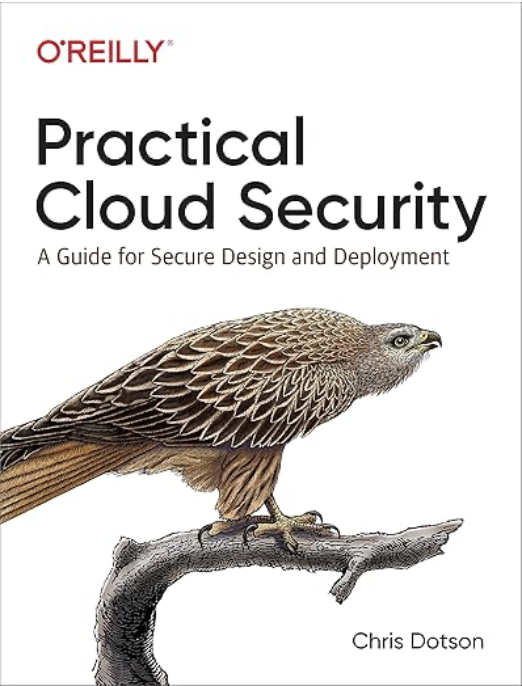 O'REILLY®
Practical
Cloud Security
A Guide for Secure Design and Deployment
Chris Dotson